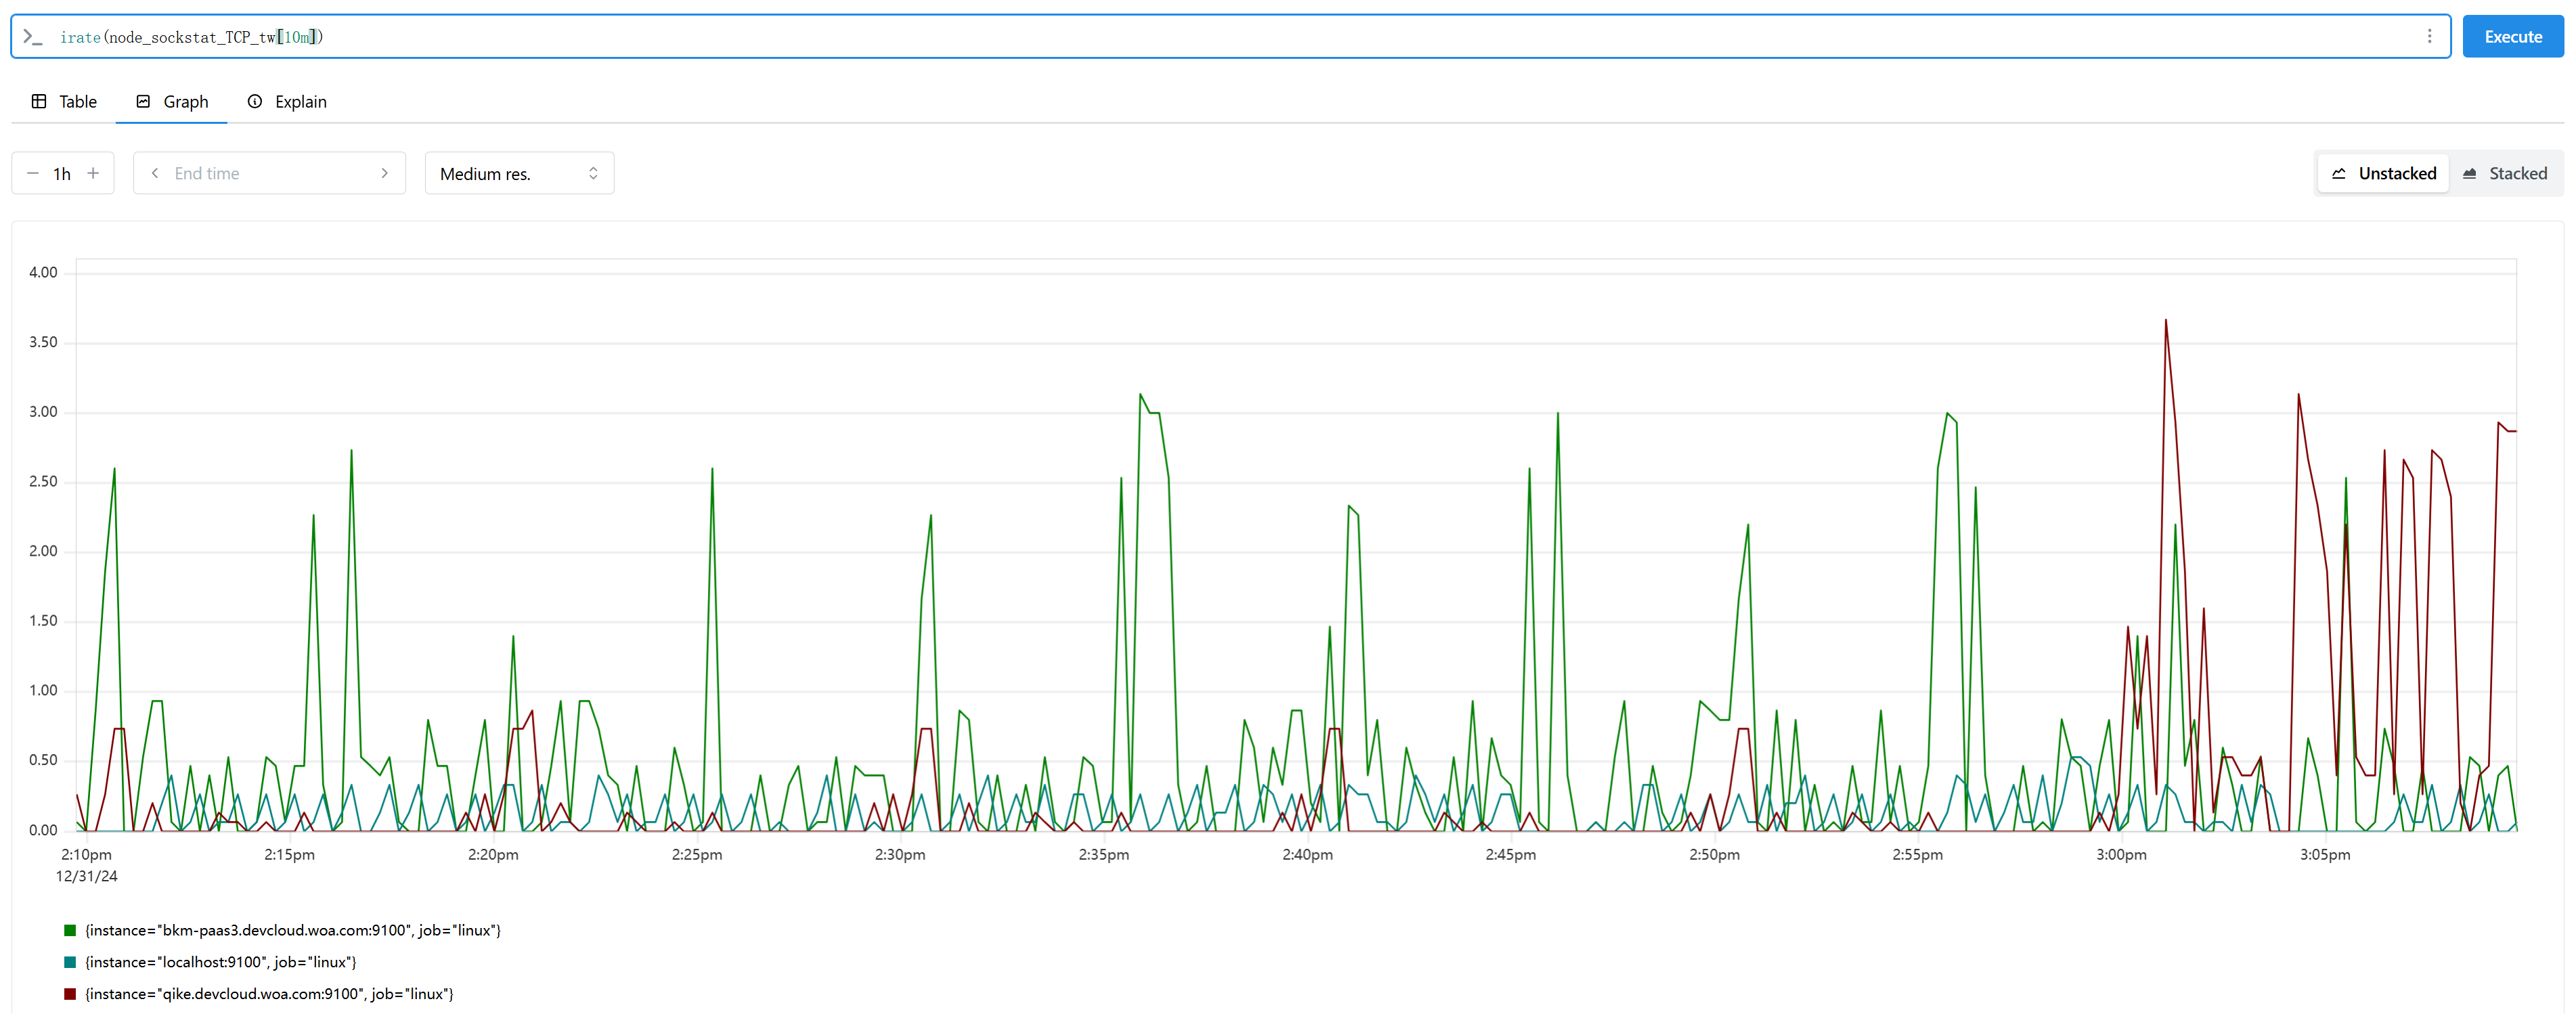 irate(node_sockstat_TCP_tw[10m])
Execute
Table Graph Explain
1h End time Medium res. Unstacked Stacked
4.00
3.50
3.00
2.50
2.00
1.50
1.00
0.50
0.00
2:10pm 2:15pm 2:20pm 2:25pm 2:30pm 2:35pm 2:40pm 2:45pm 2:50pm 2:55pm 3:00pm 3:05pm
12/31/24
{instance="bkm-paas3.devcloud.woa.com:9100", job="linux"}
{instance="localhost:9100", job="linux"}
{instance="qike.devcloud.woa.com:9100", job="linux"}